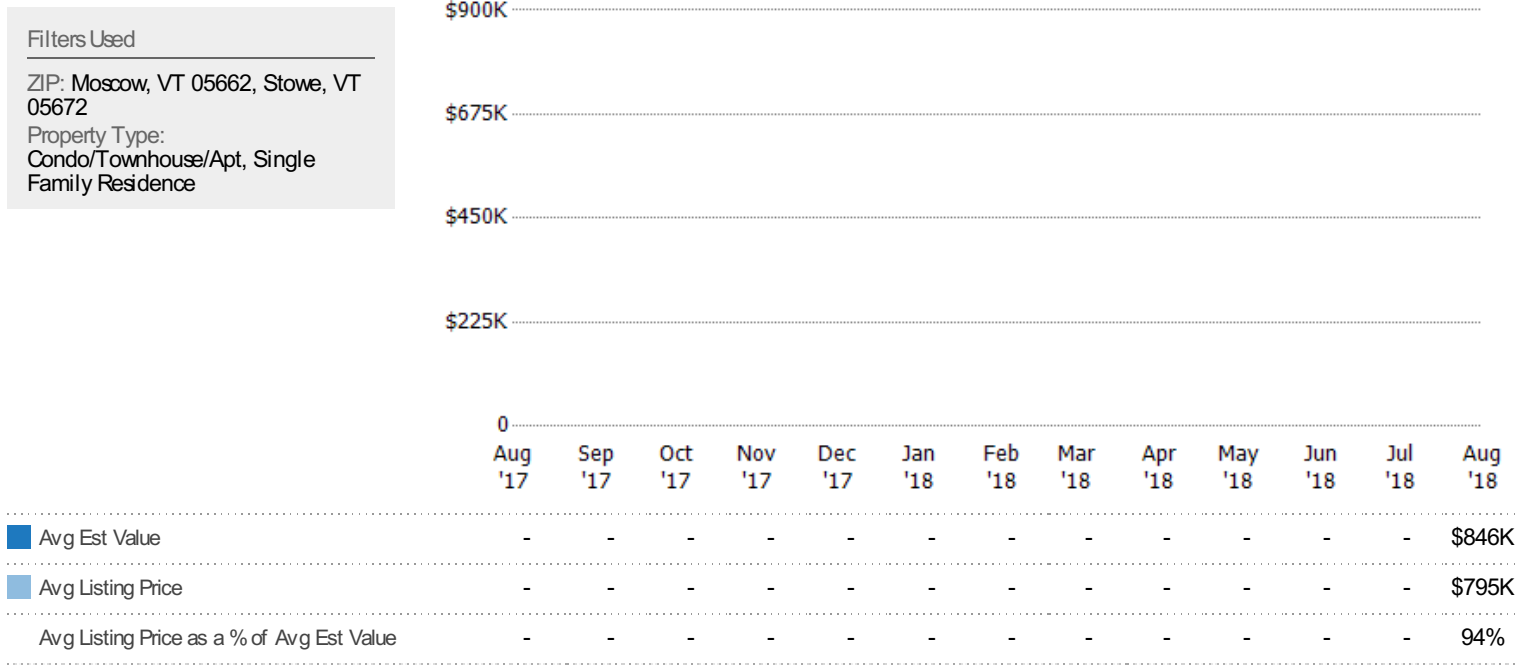 Filters Used
ZIP: Moscow, VT 05662, Stowe, VT
05672
Property Type:
Condo/Townhouse/Apt, Single
Family Residence
$900K
$675K
$450K
$225K
0
Aug Sep Oct Nov Dec Jan Feb Mar Apr May Jun Jul Aug
'17 '17 '17 '17 '17 '18 '18 '18 '18 '18 '18 '18 '18
Avg Est Value - - - - - - - - - - - - $846K
Avg Listing Price - - - - - - - - - - - - $795K
Avg Listing Price as a % of Avg Est Value - - - - - - - - - - - - 94%